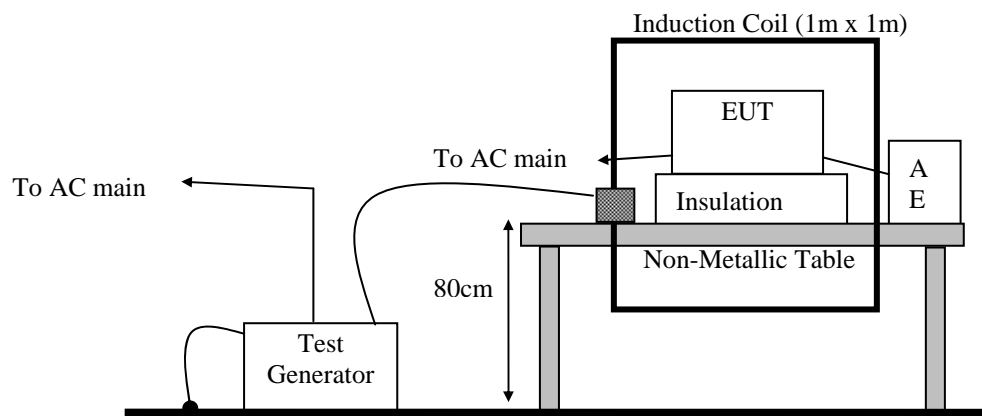 Induction Coil (1m x 1m)
EUT
To AC main
To AC main
A
E
Insulation
Non-Metallic Table
80cm
Test
Generator